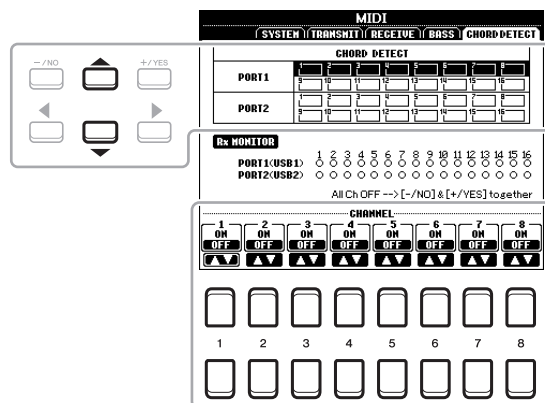 MIDI
SYSTEM TRANSMIT RECEIVE BASS CHORD DETECT
CHORD DETECT
-/NO +/YES
PORT1
1 2 3 4 5 6 7 8
9 10 11 12 13 14 15 16
PORT2
1 2 3 4 5 6 7 8
9 10 11 12 13 14 15 16
Rx MONITOR
1 2 3 4 5 6 7 8 9 10 11 12 13 14 15 16
PORT1(USB1)
PORT2(USB2)
All Ch OFF --> [-/NO] & [+/YES] together
CHANNEL
1 2 3 4 5 6 7 8
ON ON ON ON ON ON ON ON
OFF OFF OFF OFF OFF OFF OFF OFF
1 2 3 4 5 6 7 8